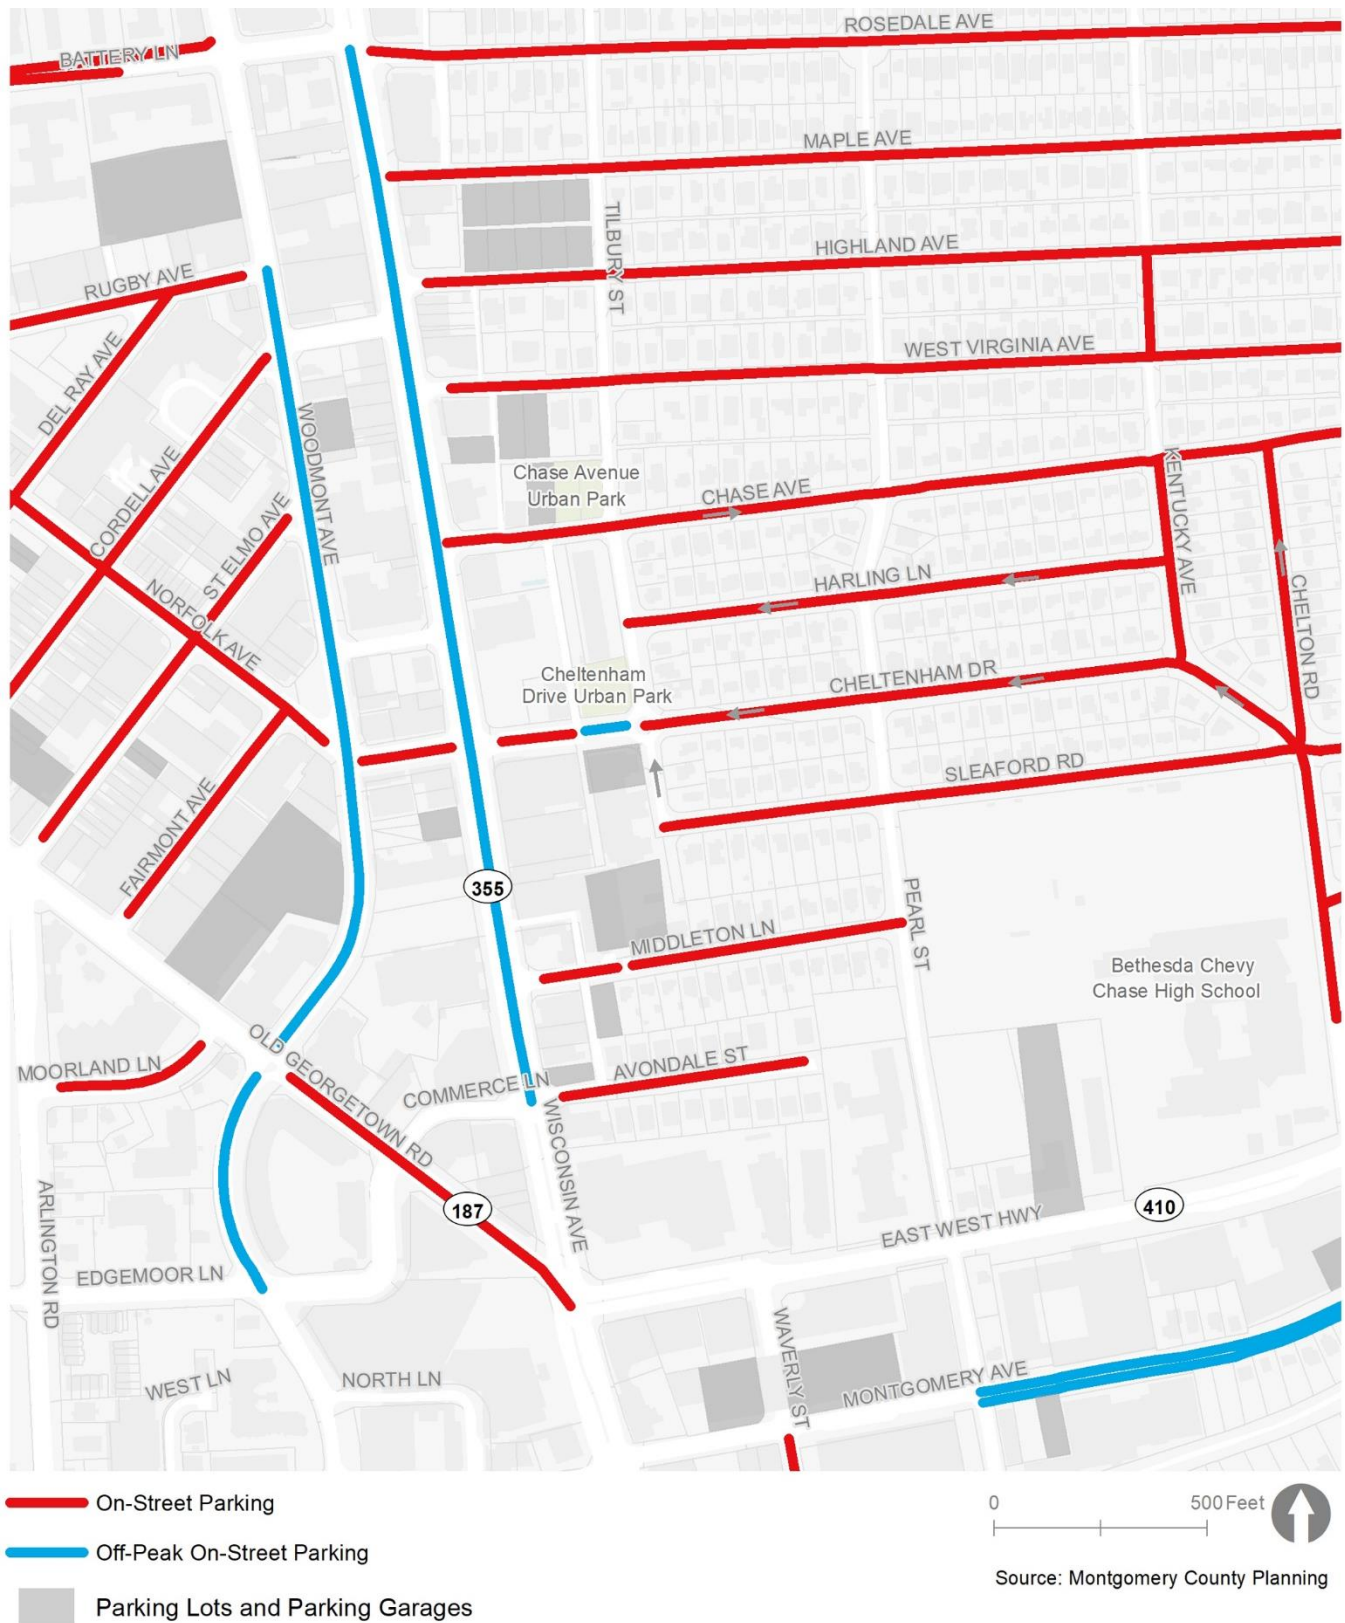 ROSEDALE AVE
BATTERY LN
MAPLE AVE
TILBURY ST
HIGHLAND AVE
RUGBY AVE
DEL RAY AVE
WEST VIRGINIA AVE
WOODMONT AVE
CORDELL AVE
ST ELMO AVE
Chase Avenue
Urban Park
CHASE AVE
KENTUCKY AVE
HARLING LN
CHELTON RD
NORFOLK AVE
Cheltenham
Drive Urban Park
CHELTENHAM DR
SLEAFORD RD
FAIRMONT AVE
355
PEARL ST
MIDDLETON LN
Bethesda Chevy
Chase High School
MOORLAND LN
OLD GEORGETOWN RD
COMMERCE LN
AVONDALE ST
WISCONSIN AVE
ARLINGTON RD
187
410
EAST WEST HWY
EDGEMOOR LN
WAVERLY ST
WEST LN
NORTH LN
MONTGOMERY AVE
On-Street Parking
0 500 Feet
Off-Peak On-Street Parking
Source: Montgomery County Planning
Parking Lots and Parking Garages